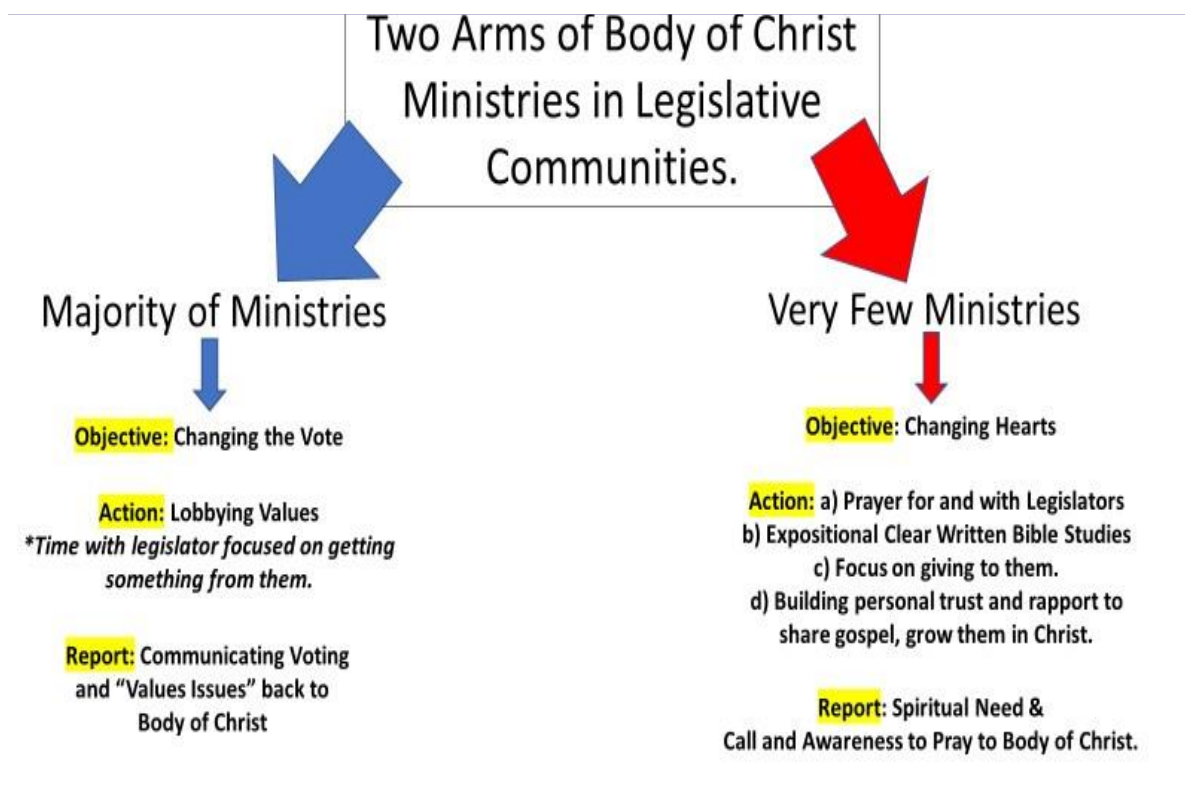 Two Arms of Body of Christ
Ministries in Legislative
Communities.
Majority of Ministries
Objective: Changing the Vote
Action: Lobbying Values
*Time with legislator focused on getting
something from them.
Report: Communicating Voting
and “Values Issues” back to
Body of Christ
Very Few Ministries
Objective: Changing Hearts
Action: a) Prayer for and with Legislators
b) Expositional Clear Written Bible Studies
c) Focus on giving to them.
d) Building personal trust and rapport to
share gospel, grow them in Christ.
Report: Spiritual Need &
Call and Awareness to Pray to Body of Christ.